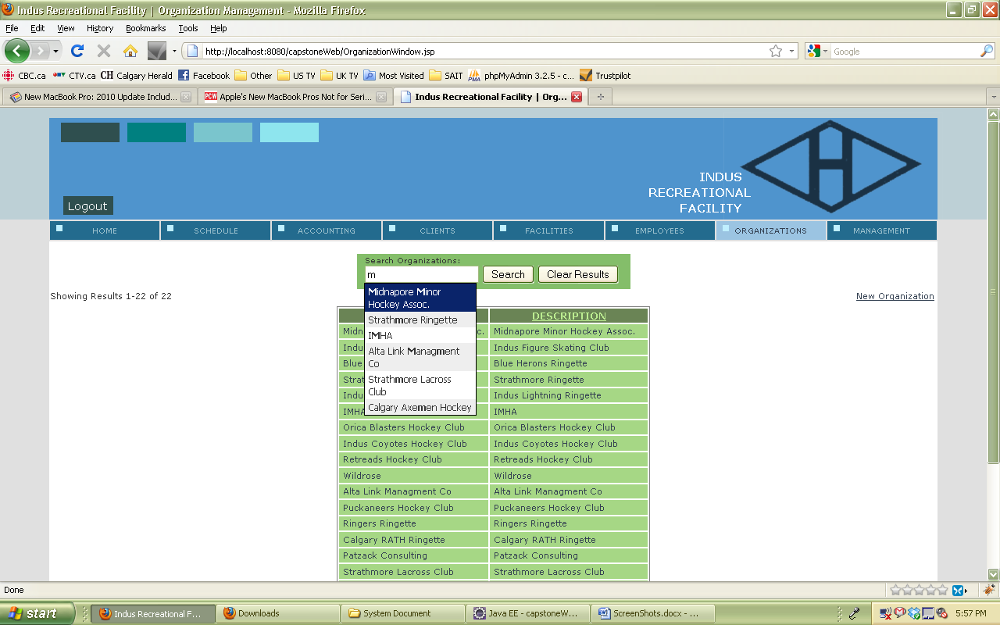 Indus Recreational Facility | Organization Management - Mozilla Firefox
File Edit View History Bookmarks Tools Help
http://localhost:8080/capstoneWeb/OrganizationWindow.jsp
Google
CBC.ca CTV.ca CH Calgary Herald Facebook Other US TV UK TV Most Visited SAIT PMA phpMyAdmin 3.2.5 - c... Trustpilot
New MacBook Pro: 2010 Update Includ... PCW Apple's New MacBook Pros Not for Seri... Indus Recreational Facility | Org...
H
INDUS
RECREATIONAL
FACILITY
Logout
HOME SCHEDULE ACCOUNTING CLIENTS FACILITIES EMPLOYEES ORGANIZATIONS MANAGEMENT
Search Organizations:
m Search Clear Results
Midnapore Minor
Hockey Assoc.
Strathmore Ringette
IMHA
Alta Link Managment
Co
Strathmore Lacross
Club
Calgary Axemen Hockey
Showing Results 1-22 of 22 New Organization
DESCRIPTION
Midn c. Midnapore Minor Hockey Assoc.
Indu Indus Figure Skating Club
Blue Blue Herons Ringette
Strat Strathmore Ringette
Indu Indus Lightning Ringette
IMHA IMHA
Orica Blasters Hockey Club Orica Blasters Hockey Club
Indus Coyotes Hockey Club Indus Coyotes Hockey Club
Retreads Hockey Club Retreads Hockey Club
Wildrose Wildrose
Alta Link Managment Co Alta Link Managment Co
Puckaneers Hockey Club Puckaneers Hockey Club
Ringers Ringette Ringers Ringette
Calgary RATH Ringette Calgary RATH Ringette
Patzack Consulting Patzack Consulting
Strathmore Lacross Club Strathmore Lacross Club
Done
start Indus Recreational F... Downloads System Document Java EE - capstoneW... ScreenShots.docx - ... 5:57 PM